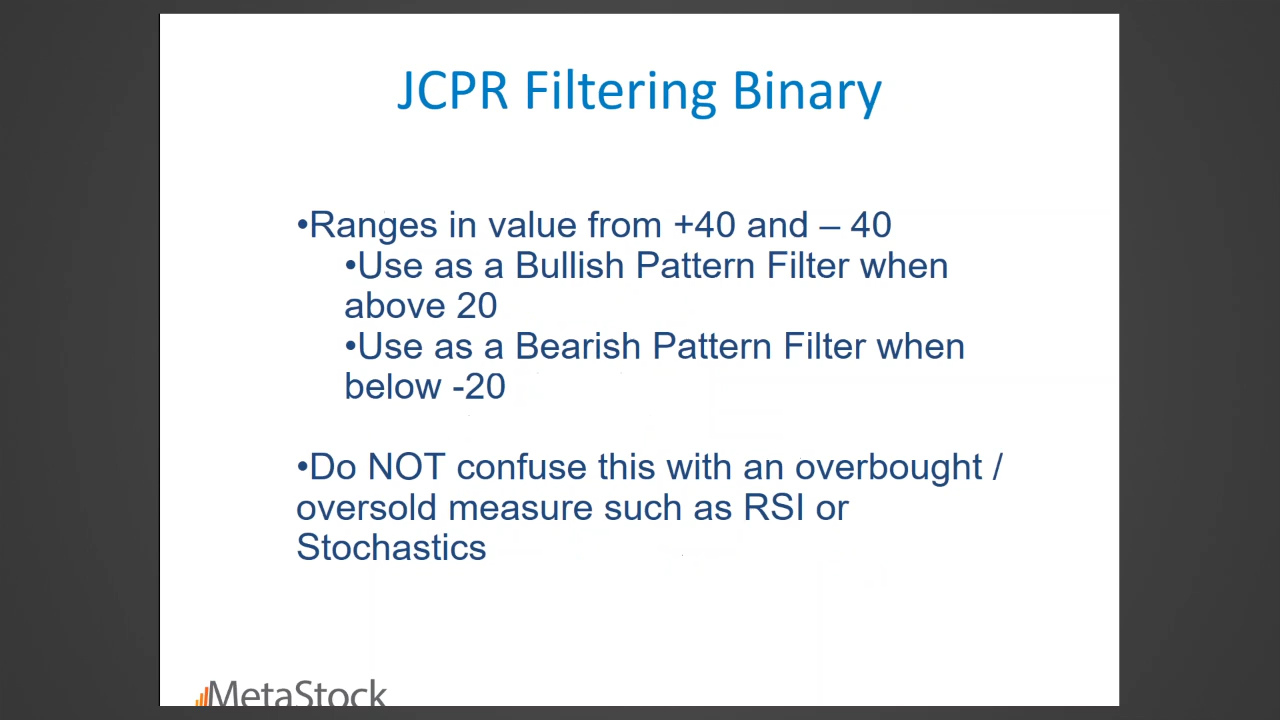 JCPR Filtering Binary
•Ranges in value from +40 and – 40
•Use as a Bullish Pattern Filter when
above 20
•Use as a Bearish Pattern Filter when
below -20
•Do NOT confuse this with an overbought /
oversold measure such as RSI or
Stochastics
MetaStock